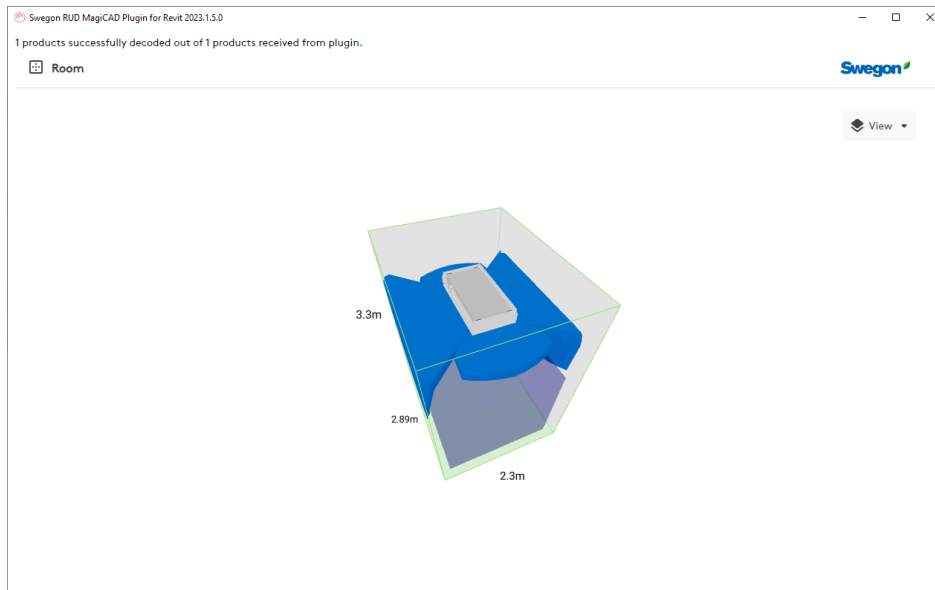 Swegon RUD MagiCAD Plugin for Revit 2023.1.5.0
1 products successfully decoded out of 1 products received from plugin.
Room
Swegon
View
3.3m
2.89m
2.3m